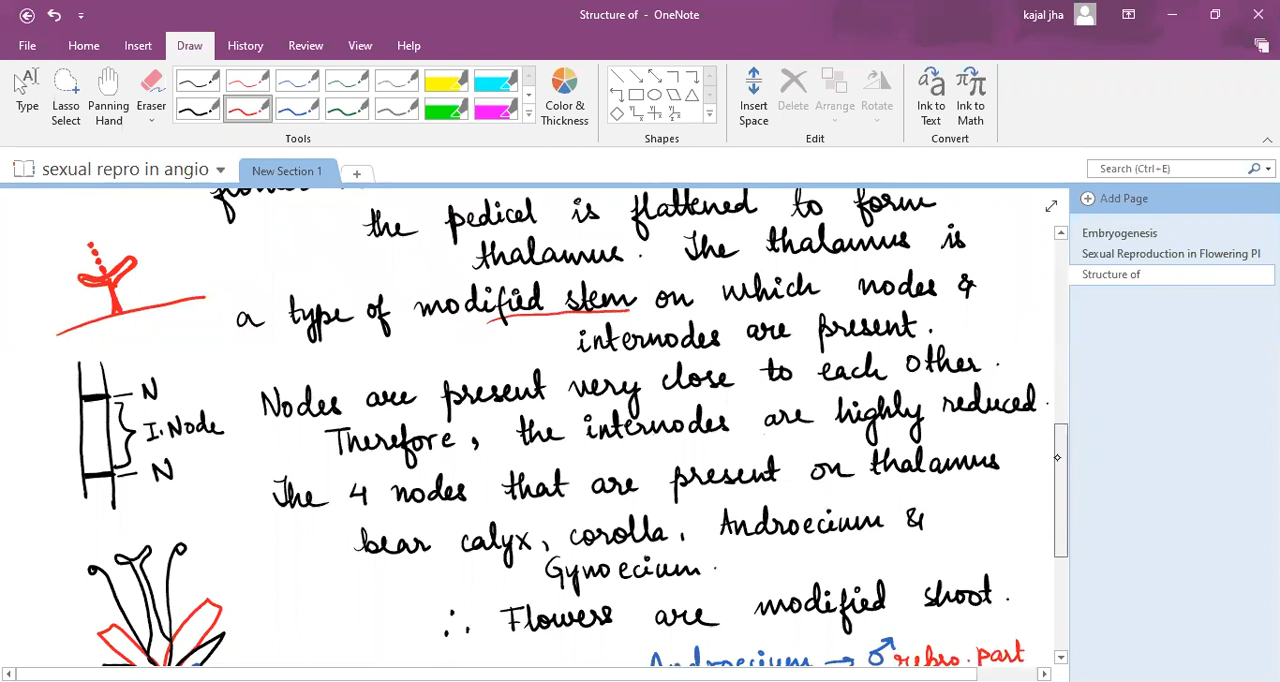 Structure of - OneNote
kajal jha
File Home Insert Draw History Review View Help
Type
Lasso Select
Panning Hand
Eraser
Color & Thickness
Insert Space
Delete
Arrange
Rotate
Ink to Text
Ink to Math
Tools
Shapes
Edit
Convert
sexual repro in angio
New Section 1
Search (Ctrl+E)
Add Page
Embryogenesis
Sexual Reproduction in Flowering Pl
Structure of
the pedicel is flattened to form
thalamus. The thalamus is
a type of modified stem on which nodes &
internodes are present.
N
I.Node
N
Nodes are present very close to each other.
Therefore, the internodes are highly reduced.
The 4 nodes that are present on thalamus
bear calyx, corolla, Androecium &
Gynoecium.
∴ Flowers are modified shoot.
Androecium → ♂ repro. part